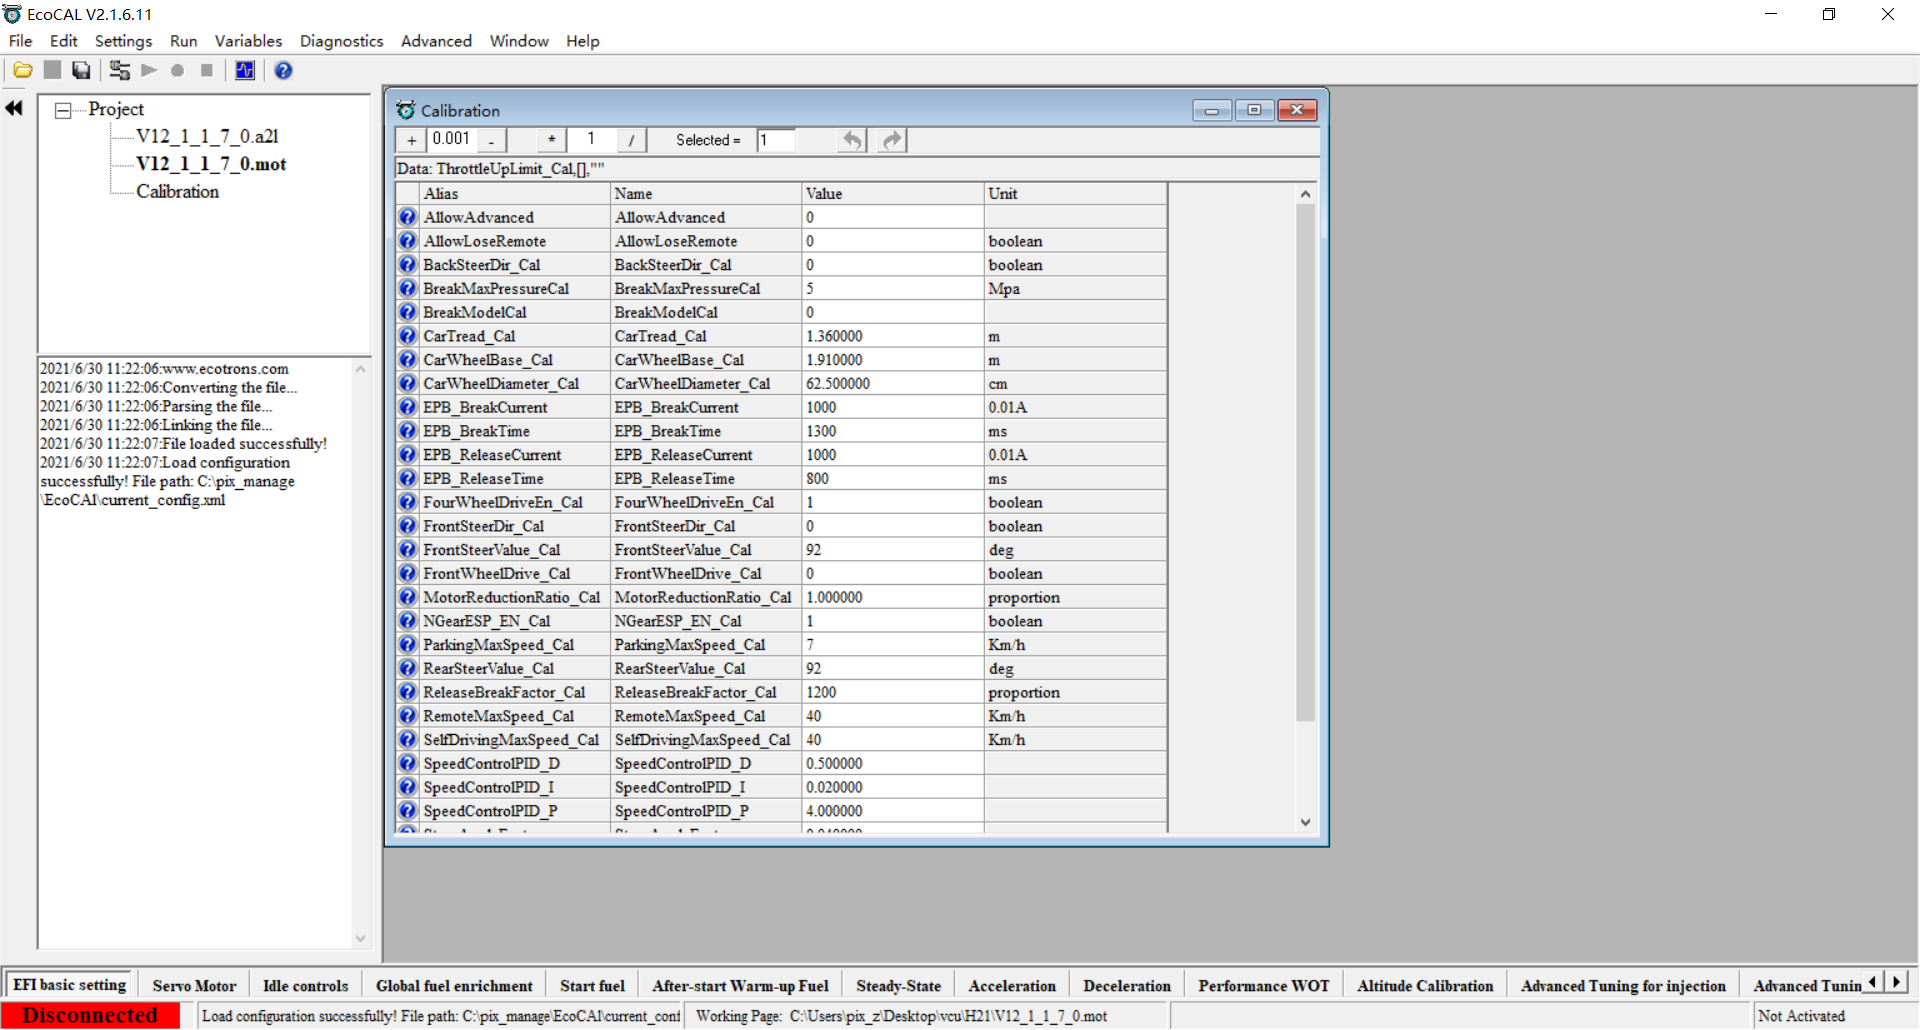 EcoCAL V2.1.6.11
File Edit Settings Run Variables Diagnostics Advanced Window Help
Project
V12_1_1_7_0.a2l
V12_1_1_7_0.mot
Calibration
2021/6/30 11:22:06:www.ecotrons.com
2021/6/30 11:22:06:Converting the file...
2021/6/30 11:22:06:Parsing the file...
2021/6/30 11:22:06:Linking the file...
2021/6/30 11:22:07:File loaded successfully!
2021/6/30 11:22:07:Load configuration
successfully! File path: C:\pix_manage
\EcoCAl\current_config.xml
Calibration
+ 0.001 - * 1 / Selected = 1
Data: ThrottleUpLimit_Cal,[],""
Alias Name Value Unit
AllowAdvanced AllowAdvanced 0
AllowLoseRemote AllowLoseRemote 0 boolean
BackSteerDir_Cal BackSteerDir_Cal 0 boolean
BreakMaxPressureCal BreakMaxPressureCal 5 Mpa
BreakModelCal BreakModelCal 0
CarTread_Cal CarTread_Cal 1.360000 m
CarWheelBase_Cal CarWheelBase_Cal 1.910000 m
CarWheelDiameter_Cal CarWheelDiameter_Cal 62.500000 cm
EPB_BreakCurrent EPB_BreakCurrent 1000 0.01A
EPB_BreakTime EPB_BreakTime 1300 ms
EPB_ReleaseCurrent EPB_ReleaseCurrent 1000 0.01A
EPB_ReleaseTime EPB_ReleaseTime 800 ms
FourWheelDriveEn_Cal FourWheelDriveEn_Cal 1 boolean
FrontSteerDir_Cal FrontSteerDir_Cal 0 boolean
FrontSteerValue_Cal FrontSteerValue_Cal 92 deg
FrontWheelDrive_Cal FrontWheelDrive_Cal 0 boolean
MotorReductionRatio_Cal MotorReductionRatio_Cal 1.000000 proportion
NGearESP_EN_Cal NGearESP_EN_Cal 1 boolean
ParkingMaxSpeed_Cal ParkingMaxSpeed_Cal 7 Km/h
RearSteerValue_Cal RearSteerValue_Cal 92 deg
ReleaseBreakFactor_Cal ReleaseBreakFactor_Cal 1200 proportion
RemoteMaxSpeed_Cal RemoteMaxSpeed_Cal 40 Km/h
SelfDrivingMaxSpeed_Cal SelfDrivingMaxSpeed_Cal 40 Km/h
SpeedControlPID_D SpeedControlPID_D 0.500000
SpeedControlPID_I SpeedControlPID_I 0.020000
SpeedControlPID_P SpeedControlPID_P 4.000000
EFI basic setting Servo Motor Idle controls Global fuel enrichment Start fuel After-start Warm-up Fuel Steady-State Acceleration Deceleration Performance WOT Altitude Calibration Advanced Tuning for injection Advanced Tunin
Disconnected Load configuration successfully! File path: C:\pix_manage\EcoCAl\current_conf Working Page: C:\Users\pix_z\Desktop\vcu\H21\V12_1_1_7_0.mot Not Activated